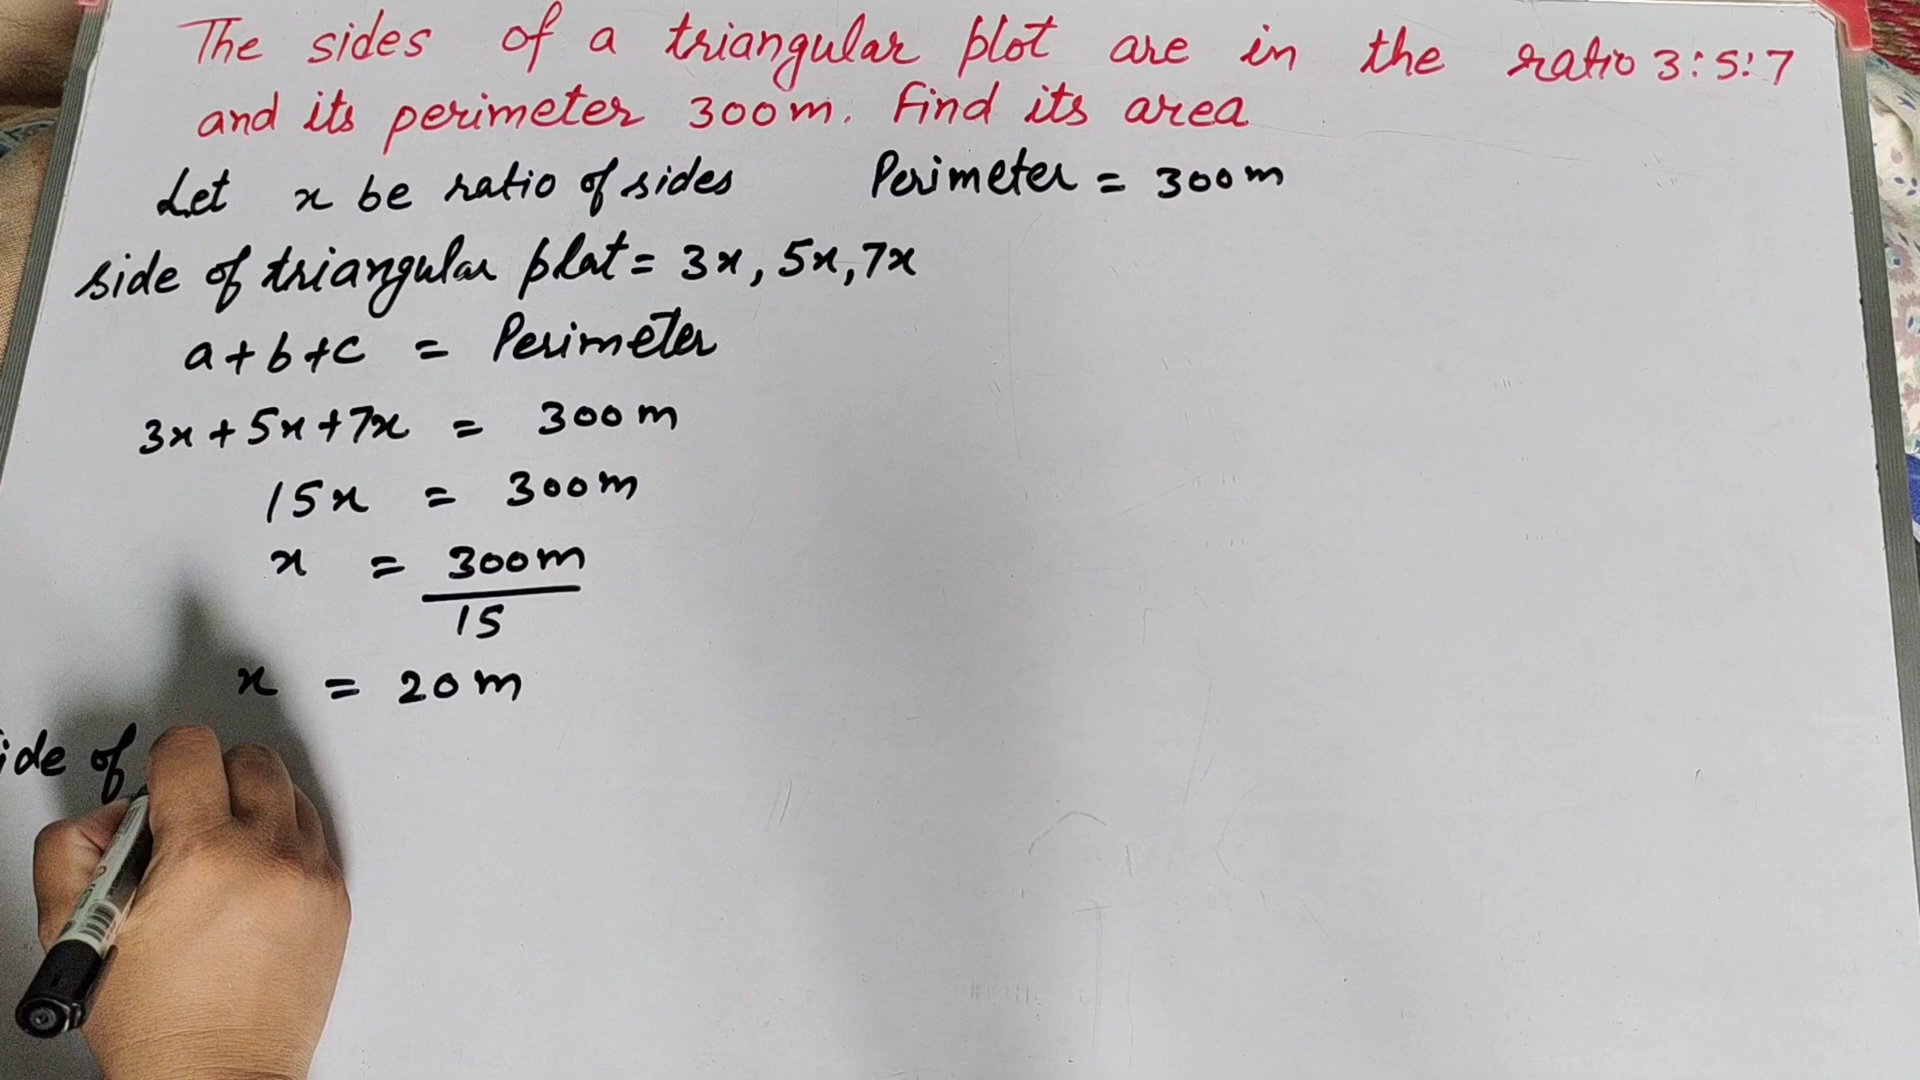 The sides of a triangular plot are in the ratio 3:5:7
and its perimeter 300m. Find its area
Let x be ratio of sides Perimeter = 300m
side of triangular plot = 3x, 5x, 7x
a+b+c = Perimeter
3x+5x+7x = 300m
15x = 300m
x = 300m
15
x = 20m
ide of